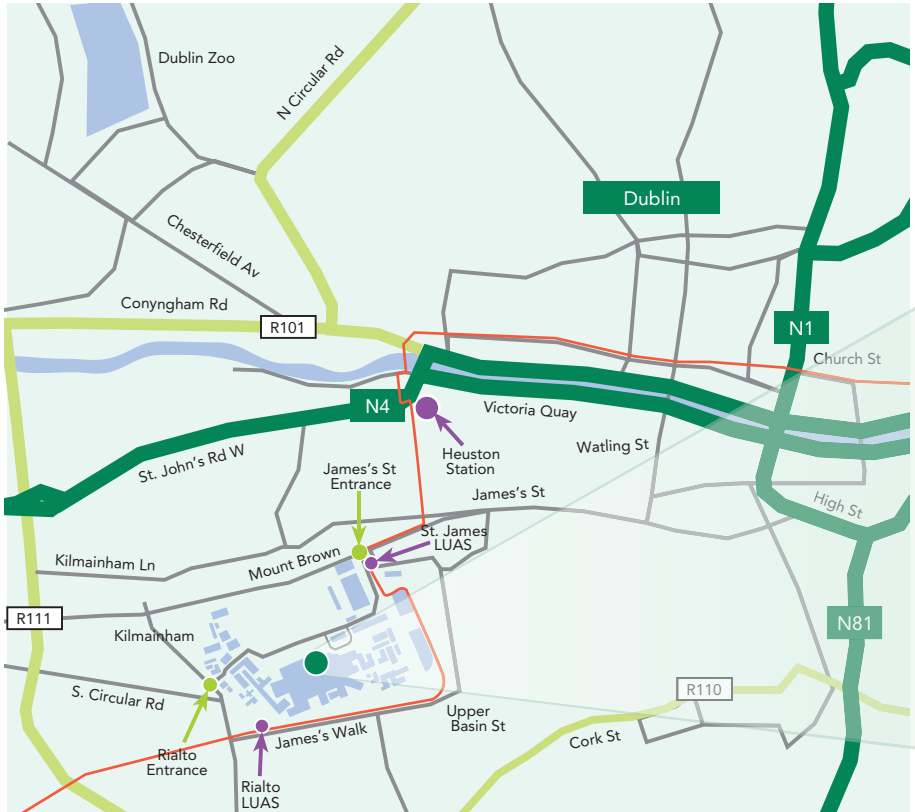 Dublin Zoo
N Circular Rd
Dublin
Chesterfield Av
Conyngham Rd
R101
N1
Church St
N4
Victoria Quay
Watling St
Heuston
Station
St. John's Rd W
James's St
Entrance
James's St
High St
St. James
LUAS
Mount Brown
Kilmainham Ln
R111
Kilmainham
N81
S. Circular Rd
R110
Upper
Basin St
James's Walk
Cork St
Rialto
Entrance
Rialto
LUAS